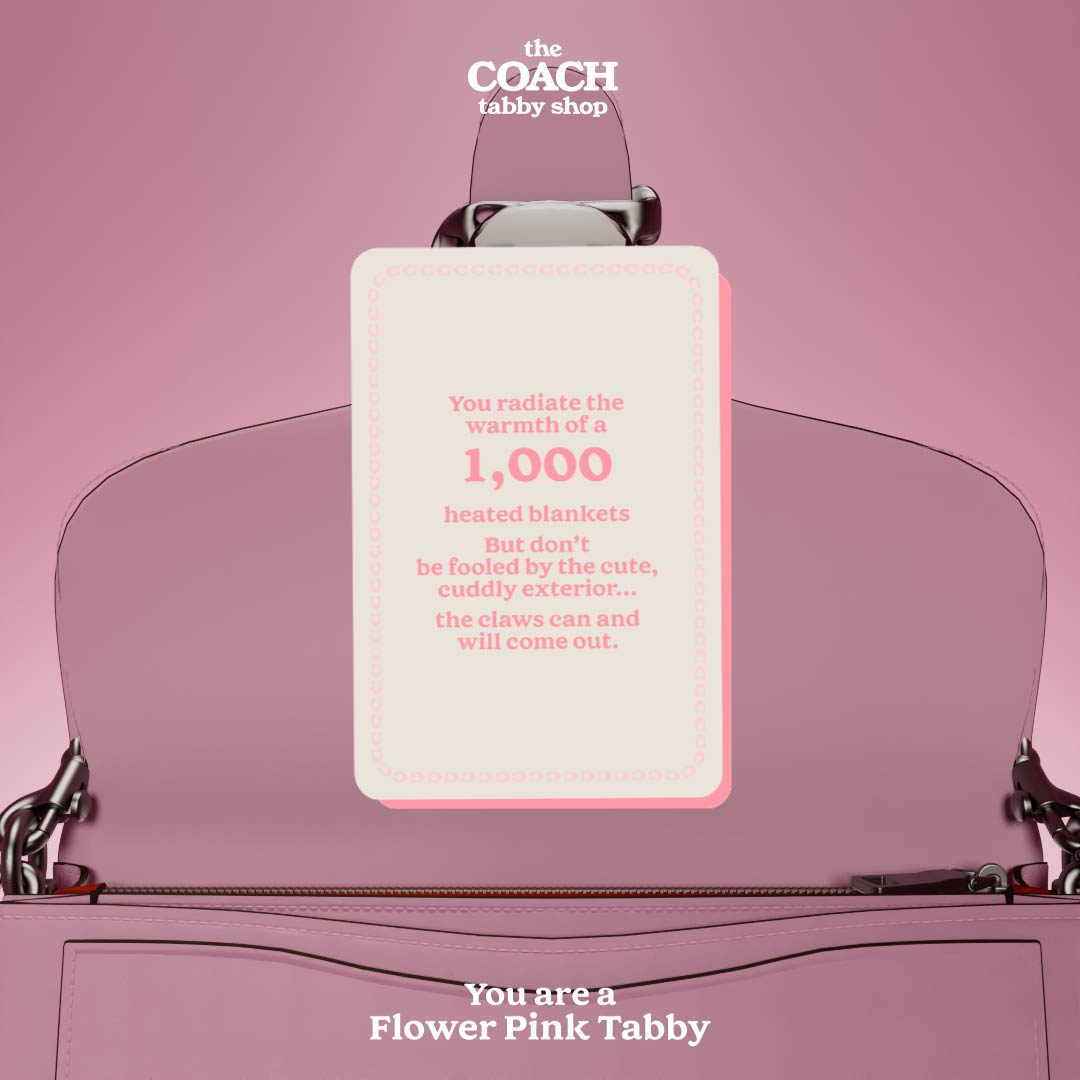 the
COACH
tabby shop
You radiate the
warmth of a
1,000
heated blankets
But don't
be fooled by the cute,
cuddly exterior...
the claws can and
will come out.
You are a
Flower Pink Tabby